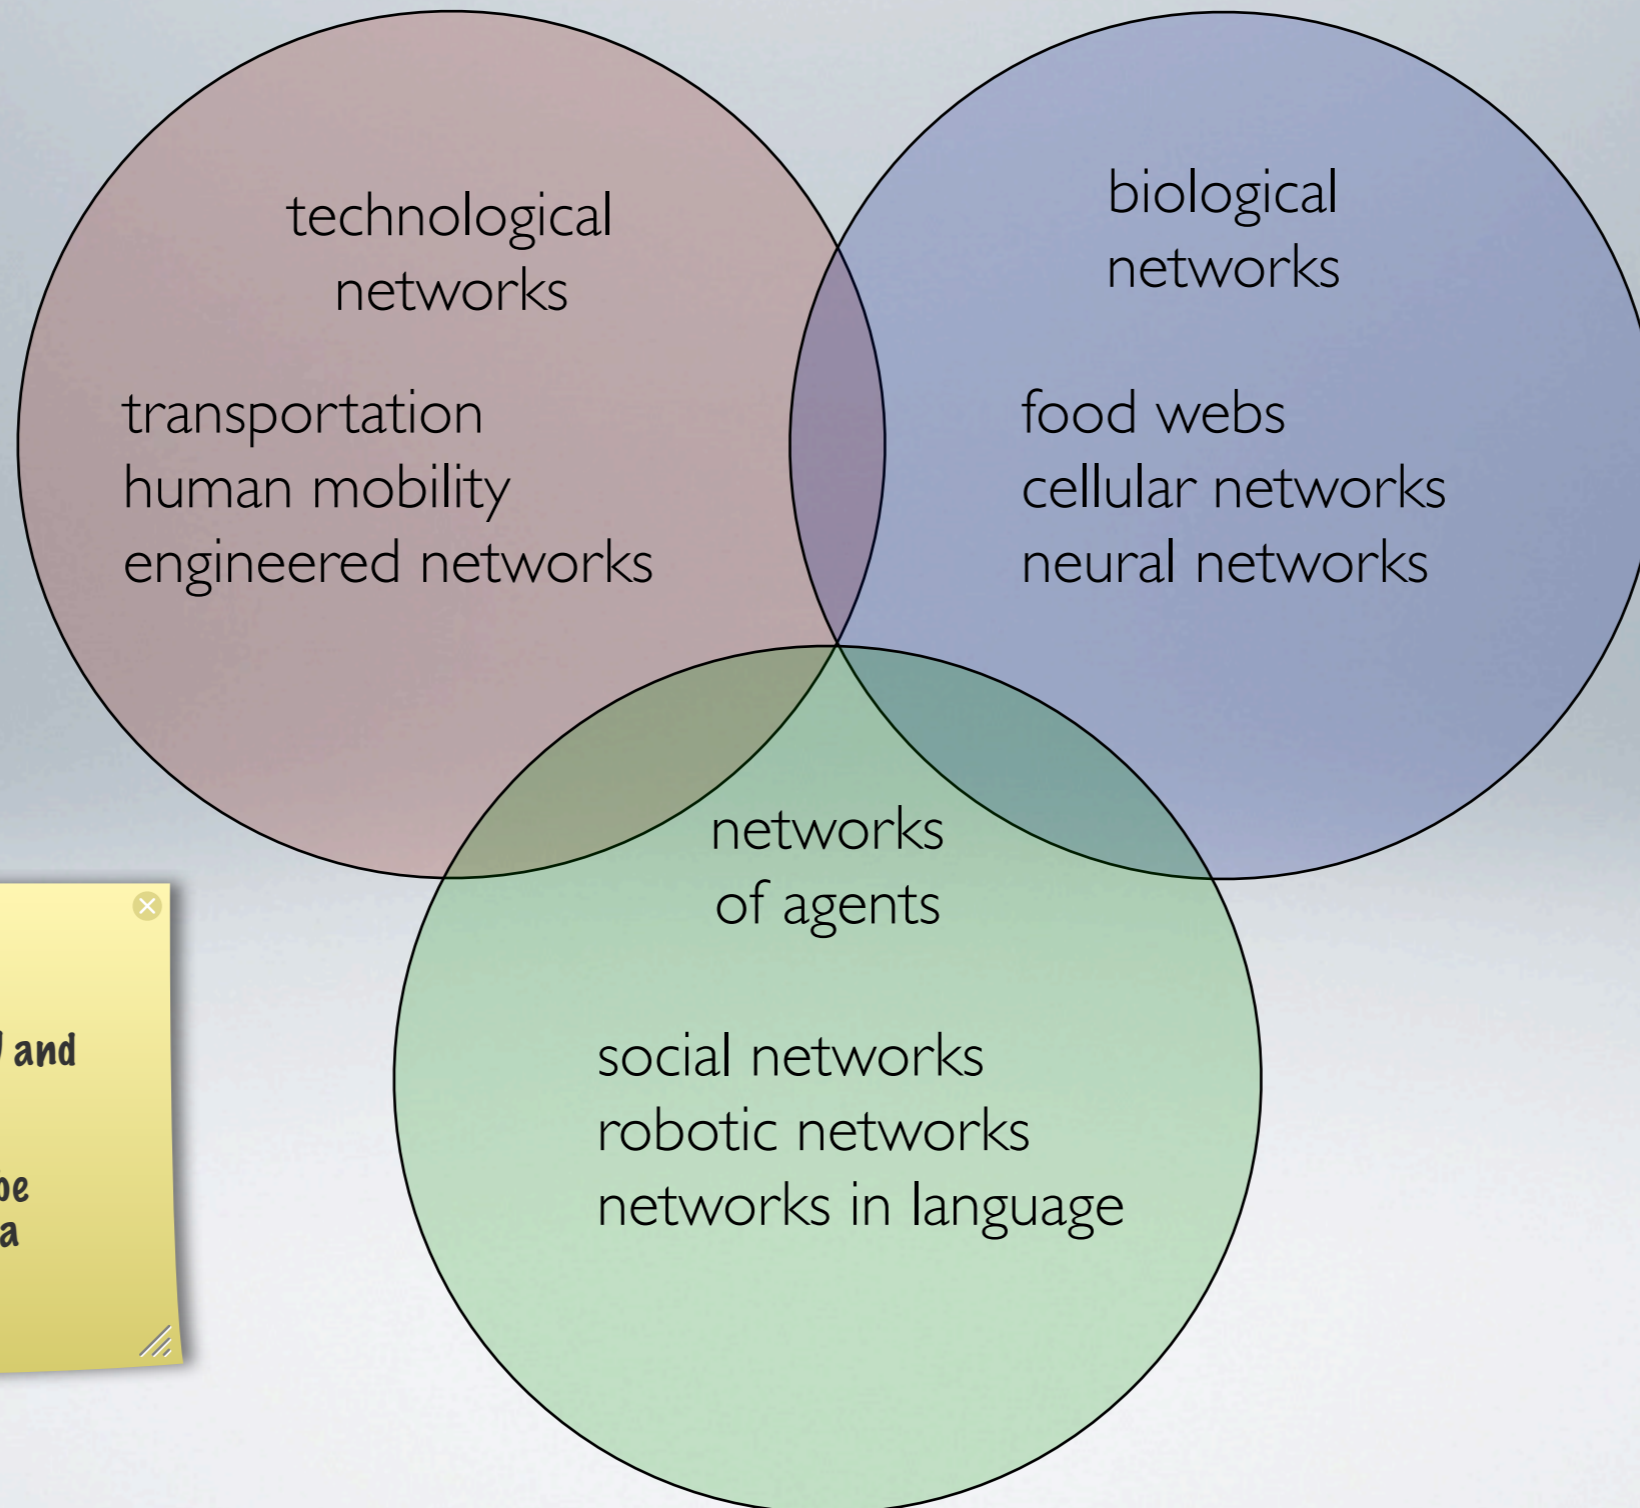 technological
networks
transportation
human mobility
engineered networks
biological
networks
food webs
cellular networks
neural networks
networks
of agents
social networks
robotic networks
networks in language
and
be
a